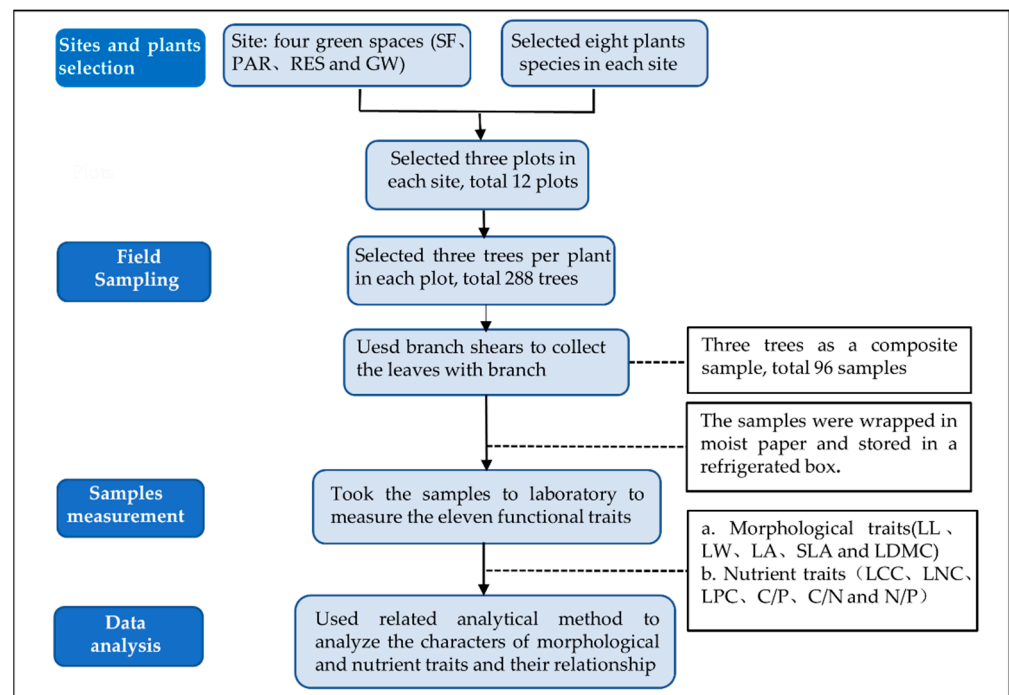 Sites and plants
selection
Site: four green spaces (SF、
PAR、RES and GW)
Selected eight plants
species in each site
Selected three plots in
each site, total 12 plots
Plots
Field
Sampling
Selected three trees per plant
in each plot, total 288 trees
Uesd branch shears to collect
the leaves with branch
Three trees as a composite
sample, total 96 samples
The samples were wrapped in
moist paper and stored in a
refrigerated box.
Samples
measurement
Took the samples to laboratory to
measure the eleven functional traits
a. Morphological traits(LL、
LW、LA、SLA and LDMC)
b. Nutrient traits（LCC、LNC、
LPC、C/P、C/N and N/P）
Data
analysis
Used related analytical method to
analyze the characters of morphological
and nutrient traits and their relationship